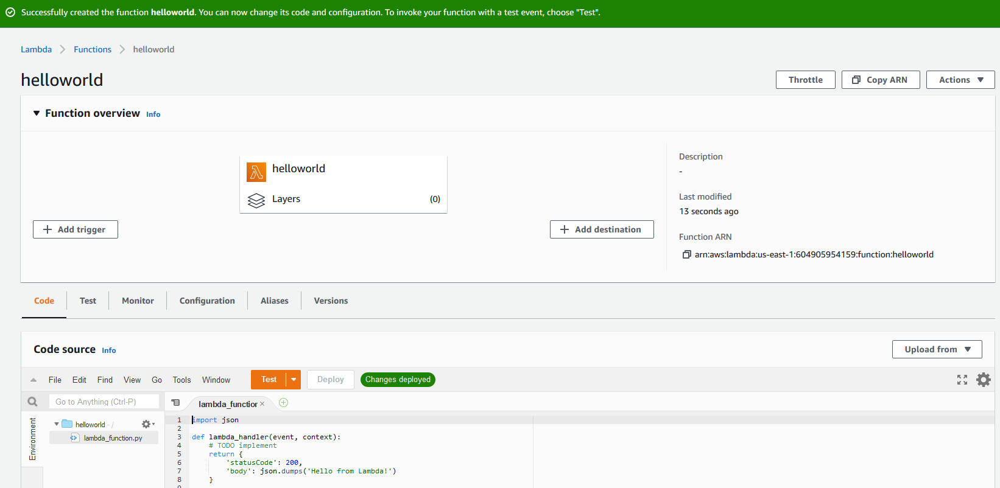 Successfully created the function helloworld. You can now change its code and configuration. To invoke your function with a test event, choose "Test".
Lambda Functions helloworld
helloworld
Throttle Copy ARN Actions
Function overview Info
helloworld
Layers (0)
Add trigger
Add destination
Description
-
Last modified
13 seconds ago
Function ARN
arn:aws:lambda:us-east-1:604905954159:function:helloworld
Code Test Monitor Configuration Aliases Versions
Code source Info
Upload from
File Edit Find View Go Tools Window Test Deploy Changes deployed
Go to Anything (Ctrl-P)
lambda_function
Environment
helloworld - /
lambda_function.py
1 import json
2
3 def lambda_handler(event, context):
4 # TODO implement
5 return {
6 'statusCode': 200,
7 'body': json.dumps('Hello from Lambda!')
8 }
9